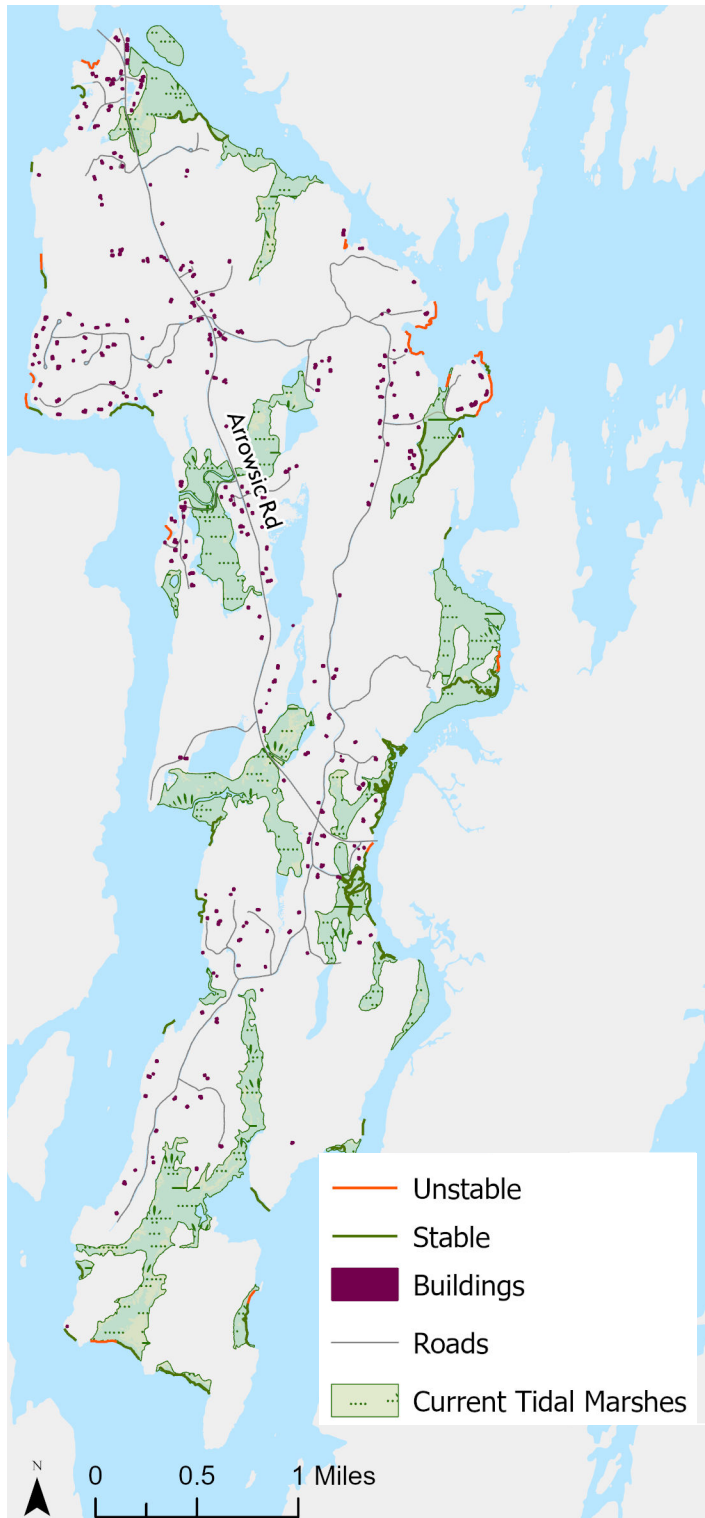 Arrowsic Rd
Unstable
Stable
Buildings
Roads
Current Tidal Marshes
N
0 0.5 1 Miles